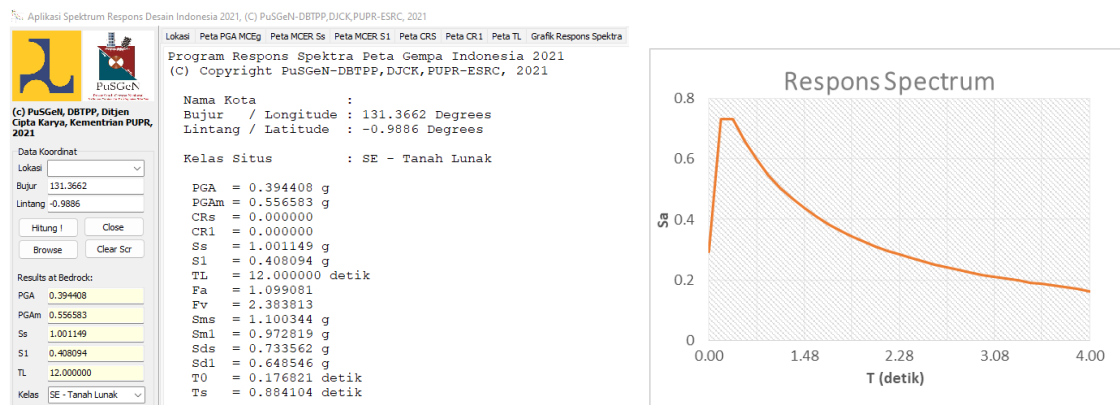 Aplikasi Spektrum Respons Desain Indonesia 2021, (C) PuSGeN-DBTPP,DJCK,PUPR-ESRC, 2021
PuSGeN
(c) PuSGeN, DBTPP, Ditjen
Cipta Karya, Kementrian PUPR,
2021
Data Koordinat
Lokasi
Bujur 131.3662
Lintang -0.9886
Hitung ! Close
Browse Clear Scr
Results at Bedrock:
PGA 0.394408
PGAm 0.556583
Ss 1.001149
S1 0.408094
TL 12.000000
Kelas SE - Tanah Lunak
Lokasi Peta PGA MCEg Peta MCER Ss Peta MCER S1 Peta CRS Peta CR1 Peta TL Grafik Respons Spektra
Program Respons Spektra Peta Gempa Indonesia 2021
(C) Copyright PuSGeN-DBTPP,DJCK,PUPR-ESRC, 2021
Nama Kota :
Bujur / Longitude : 131.3662 Degrees
Lintang / Latitude : -0.9886 Degrees
Kelas Situs : SE - Tanah Lunak
PGA = 0.394408 g
PGAm = 0.556583 g
CRs = 0.000000
CR1 = 0.000000
Ss = 1.001149 g
S1 = 0.408094 g
TL = 12.000000 detik
Fa = 1.099081
Fv = 2.383813
Sms = 1.100344 g
Sm1 = 0.972819 g
Sds = 0.733562 g
Sd1 = 0.648546 g
T0 = 0.176821 detik
Ts = 0.884104 detik
Respons Spectrum
0.8
0.6
0.4
0.2
0
Sa
0.00 1.48 2.28 3.08 4.00
T (detik)